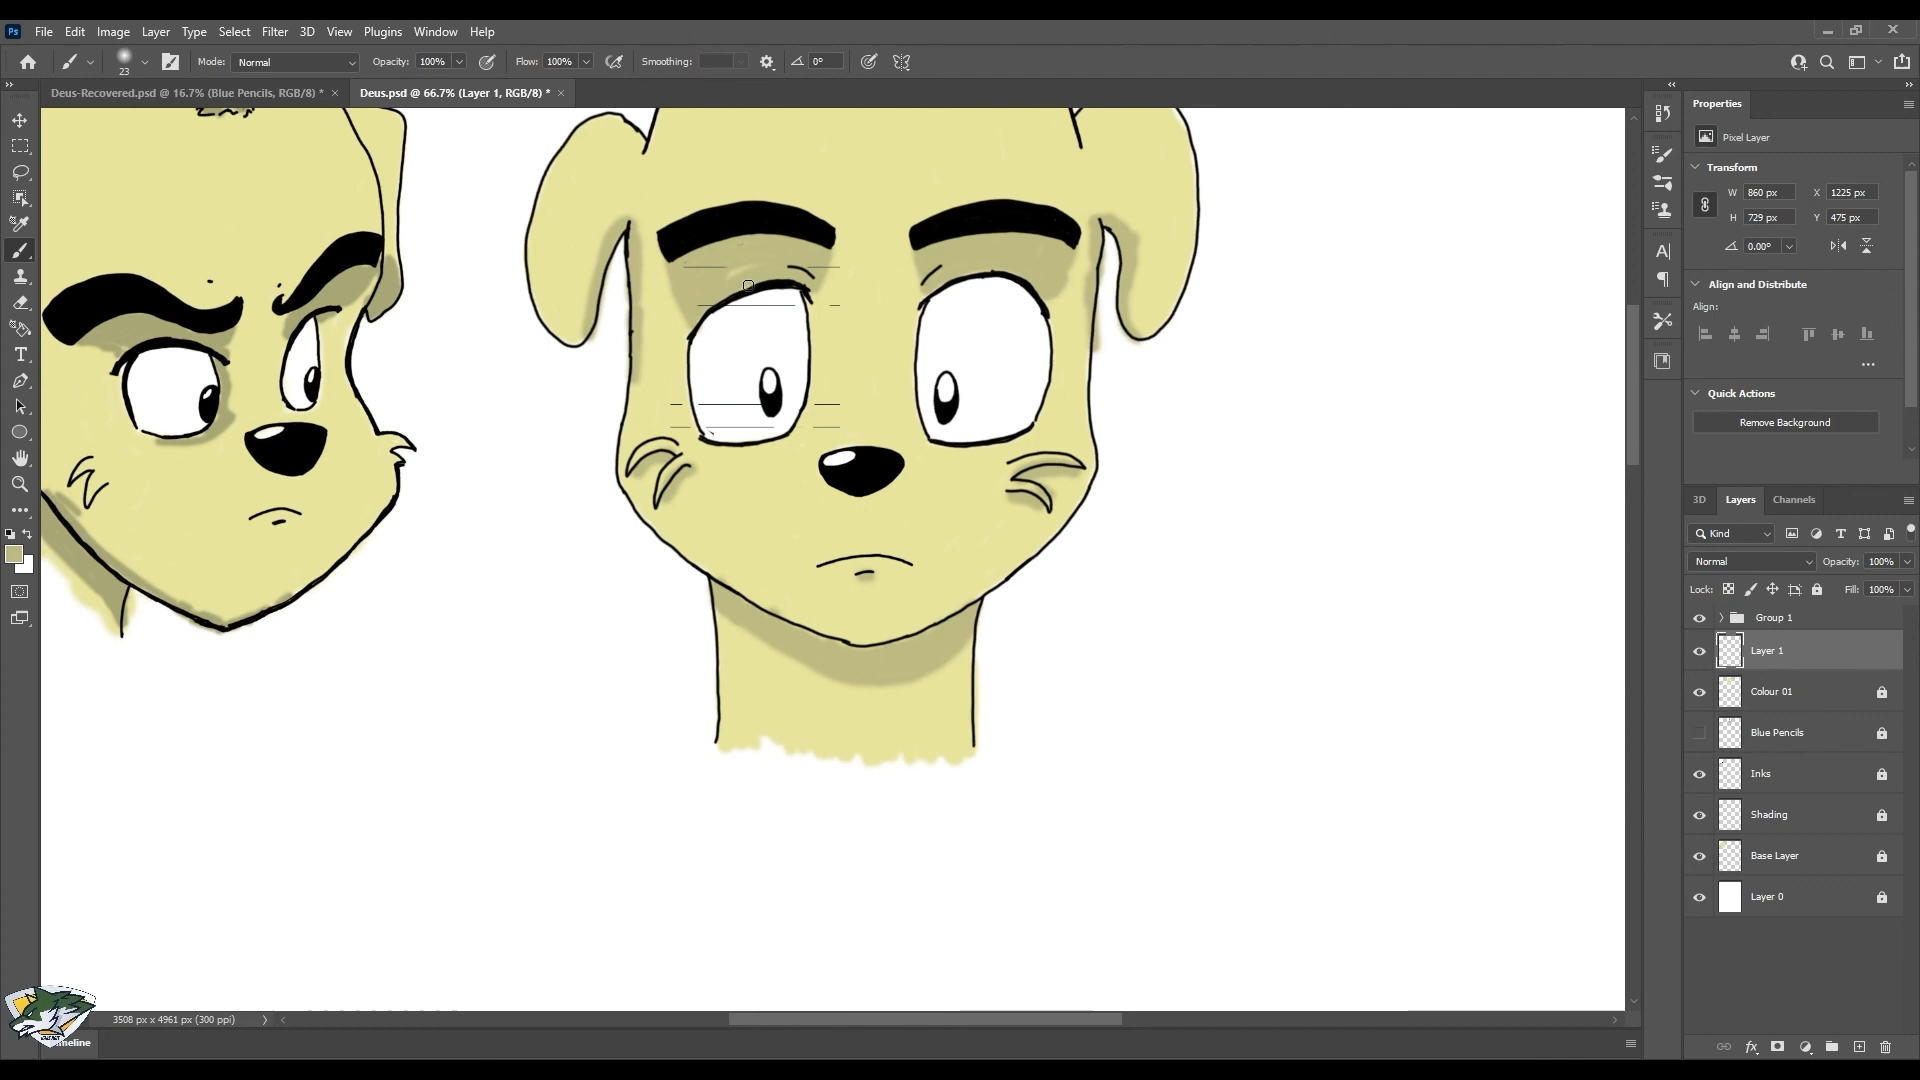 Ps File Edit Image Layer Type Select Filter 3D View Plugins Window Help
23 Mode: Normal Opacity: 100% Flow: 100% Smoothing: 0°
Deus-Recovered.psd @ 16.7% (Blue Pencils, RGB/8) * × Deus.psd @ 66.7% (Layer 1, RGB/8) * ×
Properties
Pixel Layer
Transform
W 860 px X 1225 px
H 729 px Y 475 px
0.00°
Align and Distribute
Align:
Quick Actions
Remove Background
3D Layers Channels
Kind
Normal Opacity: 100%
Lock: Fill: 100%
Group 1
Layer 1
Colour 01
Blue Pencils
Inks
Shading
Base Layer
Layer 0
3508 px x 4961 px (300 ppi)
meline